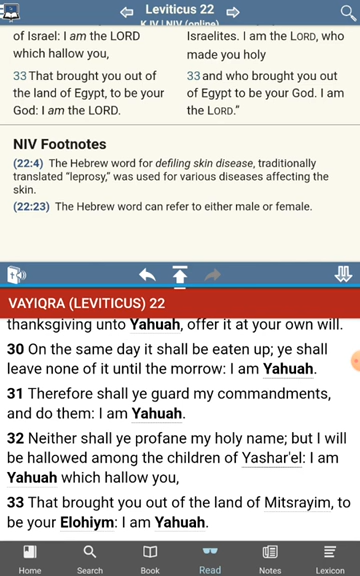 Leviticus 22
KJV | NIV (online)
of Israel: I am the LORD
which hallow you,
33 That brought you out of
the land of Egypt, to be your
God: I am the LORD.
Israelites. I am the LORD, who
made you holy
33 and who brought you out
of Egypt to be your God. I am
the LORD.”
NIV Footnotes
(22:4) The Hebrew word for defiling skin disease, traditionally
translated “leprosy,” was used for various diseases affecting the
skin.
(22:23) The Hebrew word can refer to either male or female.
VAYIQRA (LEVITICUS) 22
thanksgiving unto Yahuah, offer it at your own will.
30 On the same day it shall be eaten up; ye shall
leave none of it until the morrow: I am Yahuah.
31 Therefore shall ye guard my commandments,
and do them: I am Yahuah.
32 Neither shall ye profane my holy name; but I will
be hallowed among the children of Yashar'el: I am
Yahuah which hallow you,
33 That brought you out of the land of Mitsrayim, to
be your Elohiym: I am Yahuah.
Home Search Book Read Notes Lexicon